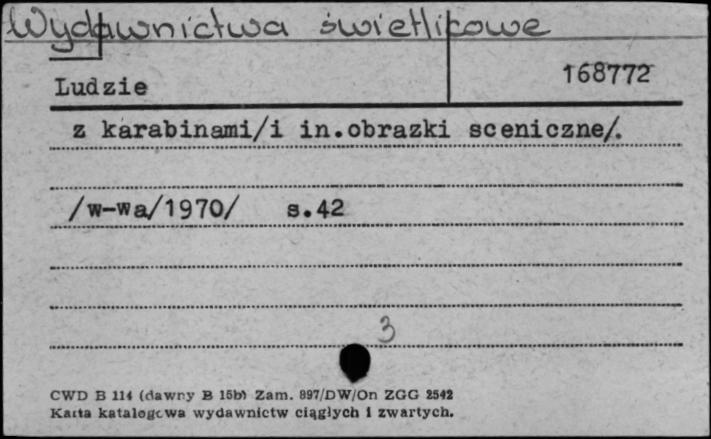 Wydawnictwa świetlicowe
Ludzie
168772
z karabinami/i in.obrazki sceniczne/.
/w-wa/1970/ s.42
3
CWD B 114 (dawny B 15b) Zam. 897/DW/On ZGG 2542
Karta katalogowa wydawnictw ciągłych i zwartych.